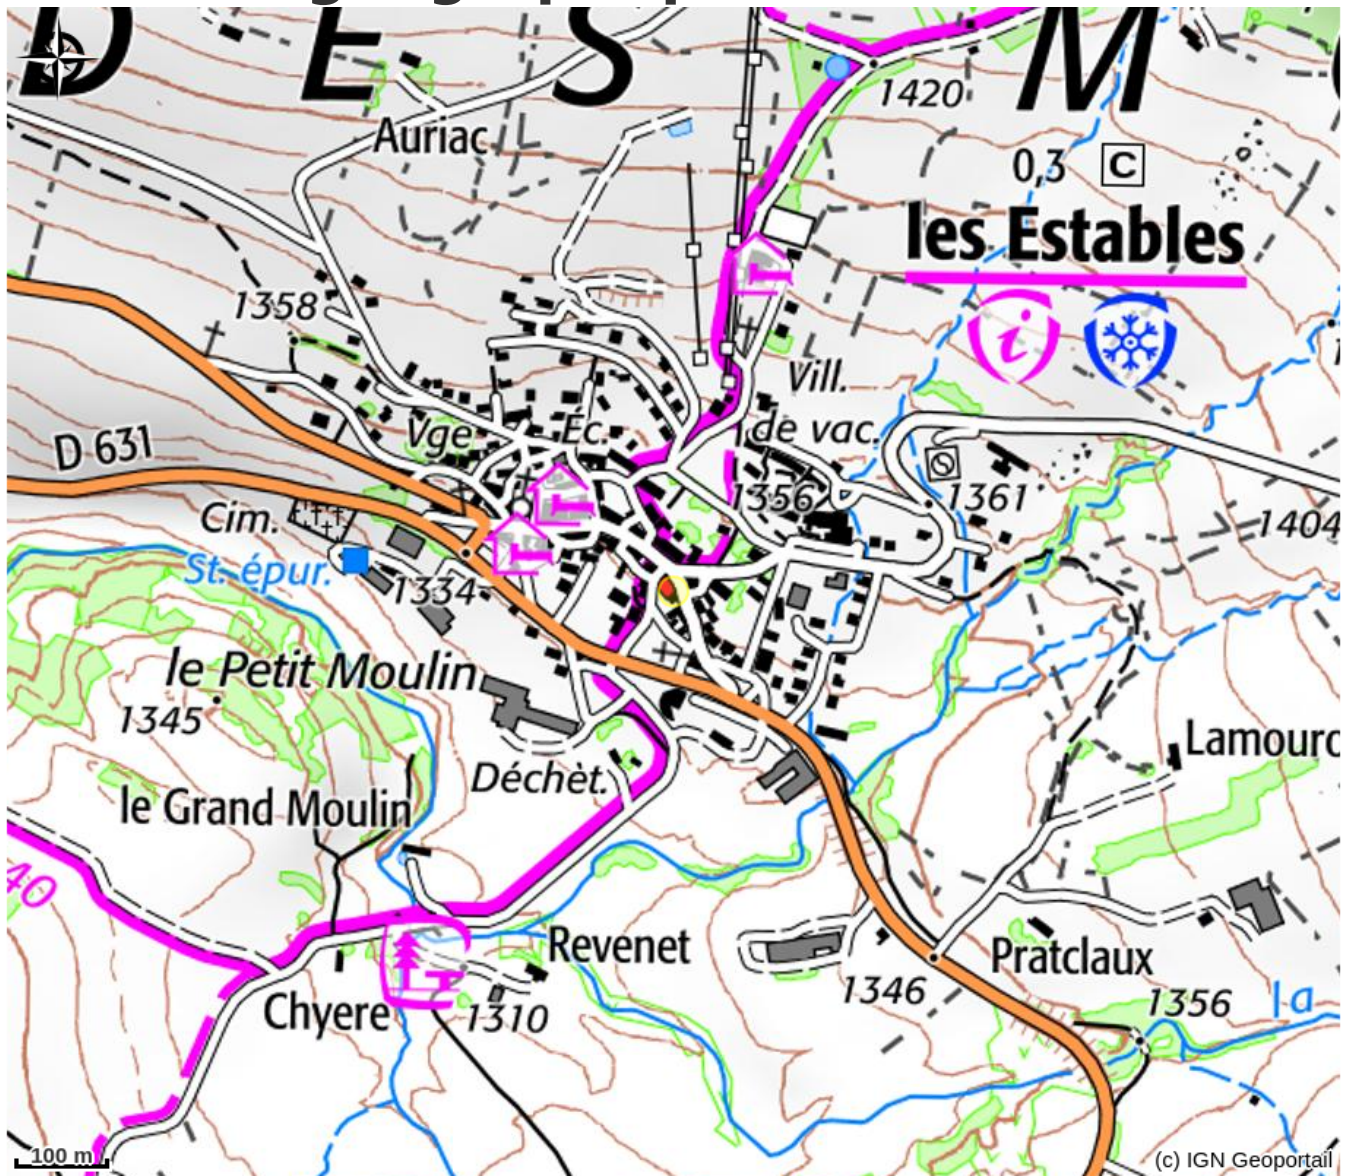 D E S M
1420
Auriac
0,3 C
les Estables
i
1358
Vill.
de vac.
Vge
Éc.
D 631
1356
1361
1404
Cim.
St. épur.
1334
le Petit Moulin
1345
Lamourc
Déchèt.
le Grand Moulin
40
Revenet
Pratclaux
1346
1356
la
Chyere
1310
100 m
(c) IGN Geoportail